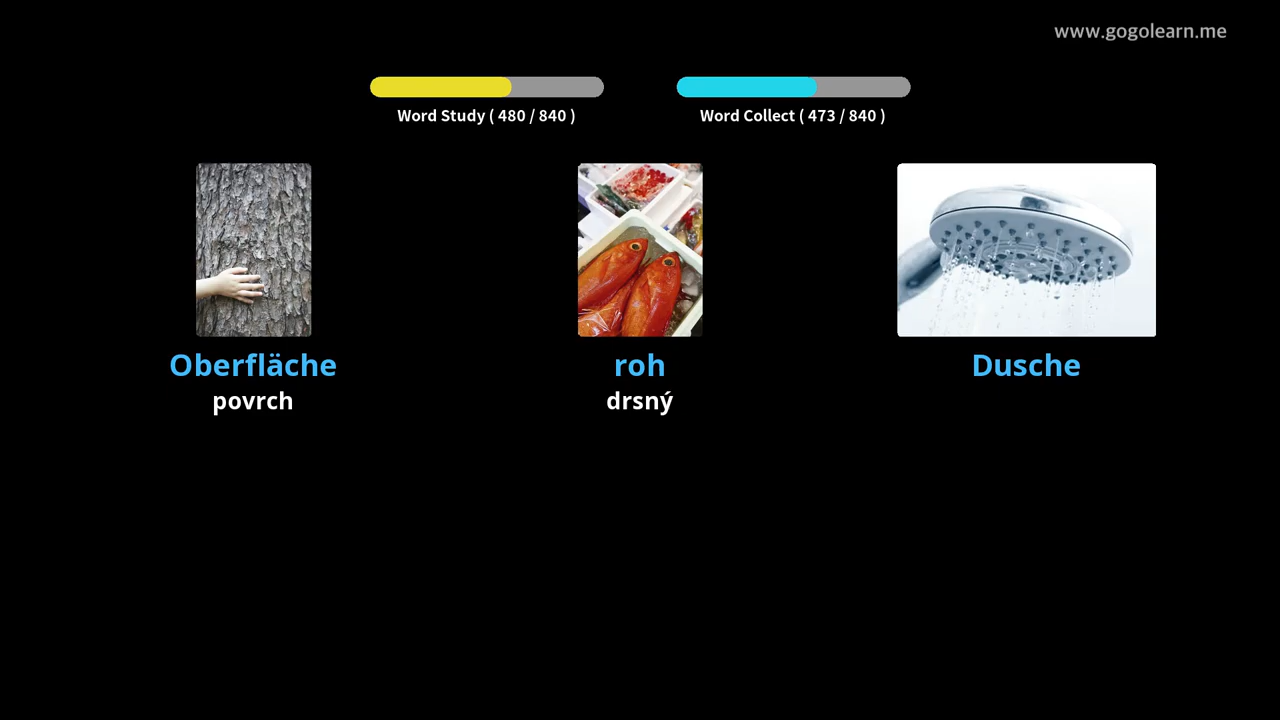 www.gogolearn.me
Word Study ( 480 / 840 )
Word Collect ( 473 / 840 )
Oberfläche
povrch
roh
drsný
Dusche